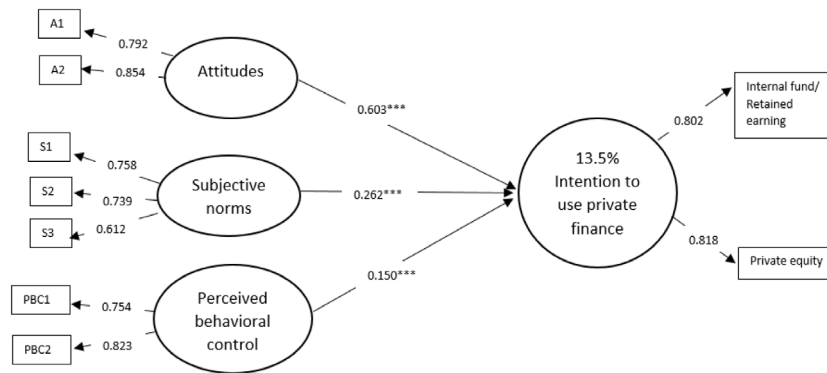 A1
0.792
A2
0.854
Attitudes
0.603***
S1
0.758
S2
0.739
S3
0.612
Subjective
norms
0.262***
PBC1
0.754
PBC2
0.823
Perceived
behavioral
control
0.150***
13.5%
Intention to
use private
finance
0.802
Internal fund/
Retained
earning
0.818
Private equity